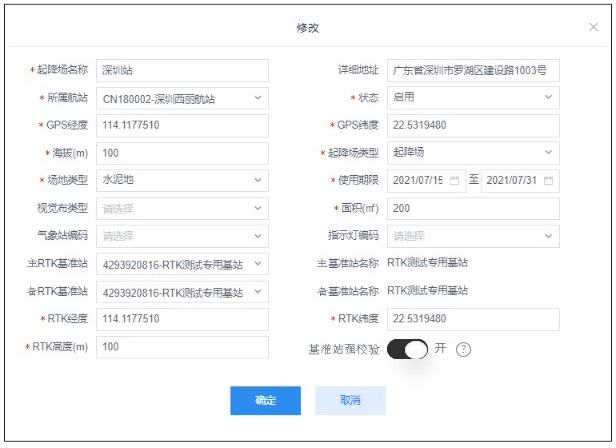 修改
* 起降场名称 深圳站 详细地址 广东省深圳市罗湖区建设路1003号
* 所属航站 CN180002-深圳西丽航站 * 状态 启用
* GPS经度 114.1177510 * GPS纬度 22.5319480
* 海拔(m) 100 * 起降场类型 起降场
* 场地类型 水泥地 * 使用期限 2021/07/15 至 2021/07/31
视觉布类型 请选择 * 面积(㎡) 200
气象站编码 请选择 指示灯编码 请选择
主RTK基准站 4293920816-RTK测试专用基站 主基准站名称 RTK测试专用基站
备RTK基准站 4293920816-RTK测试专用基站 备基准站名称 RTK测试专用基站
* RTK经度 114.1177510 * RTK纬度 22.5319480
* RTK高度(m) 100 基准站强校验 开 ?
确定 取消